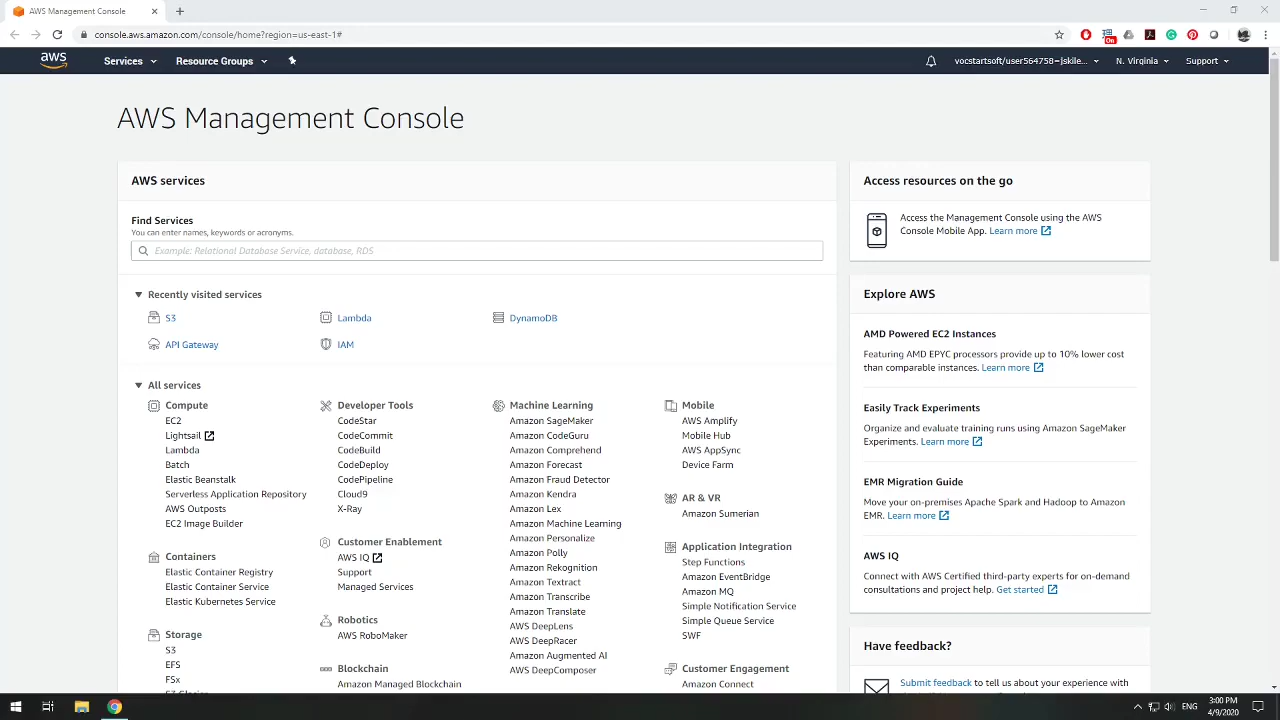 AWS Management Console
console.aws.amazon.com/console/home?region=us-east-1#
On
aws
Services
Resource Groups
vocstartsoft/user564758=jskile...
N. Virginia
Support
AWS Management Console
AWS services
Find Services
You can enter names, keywords or acronyms.
Example: Relational Database Service, database, RDS
Recently visited services
S3
Lambda
DynamoDB
API Gateway
IAM
All services
Compute
EC2
Lightsail
Lambda
Batch
Elastic Beanstalk
Serverless Application Repository
AWS Outposts
EC2 Image Builder
Containers
Elastic Container Registry
Elastic Container Service
Elastic Kubernetes Service
Storage
S3
EFS
FSx
S3 Glacier
Developer Tools
CodeStar
CodeCommit
CodeBuild
CodeDeploy
CodePipeline
Cloud9
X-Ray
Customer Enablement
AWS IQ
Support
Managed Services
Robotics
AWS RoboMaker
Blockchain
Amazon Managed Blockchain
Machine Learning
Amazon SageMaker
Amazon CodeGuru
Amazon Comprehend
Amazon Forecast
Amazon Fraud Detector
Amazon Kendra
Amazon Lex
Amazon Machine Learning
Amazon Personalize
Amazon Polly
Amazon Rekognition
Amazon Textract
Amazon Transcribe
Amazon Translate
AWS DeepLens
AWS DeepRacer
Amazon Augmented AI
AWS DeepComposer
Mobile
AWS Amplify
Mobile Hub
AWS AppSync
Device Farm
AR & VR
Amazon Sumerian
Application Integration
Step Functions
Amazon EventBridge
Amazon MQ
Simple Notification Service
Simple Queue Service
SWF
Customer Engagement
Amazon Connect
Access resources on the go
Access the Management Console using the AWS
Console Mobile App. Learn more
Explore AWS
AMD Powered EC2 Instances
Featuring AMD EPYC processors provide up to 10% lower cost
than comparable instances. Learn more
Easily Track Experiments
Organize and evaluate training runs using Amazon SageMaker
Experiments. Learn more
EMR Migration Guide
Move your on-premises Apache Spark and Hadoop to Amazon
EMR. Learn more
AWS IQ
Connect with AWS Certified third-party experts for on-demand
consultations and project help. Get started
Have feedback?
Submit feedback to tell us about your experience with
ENG
3:00 PM
4/9/2020